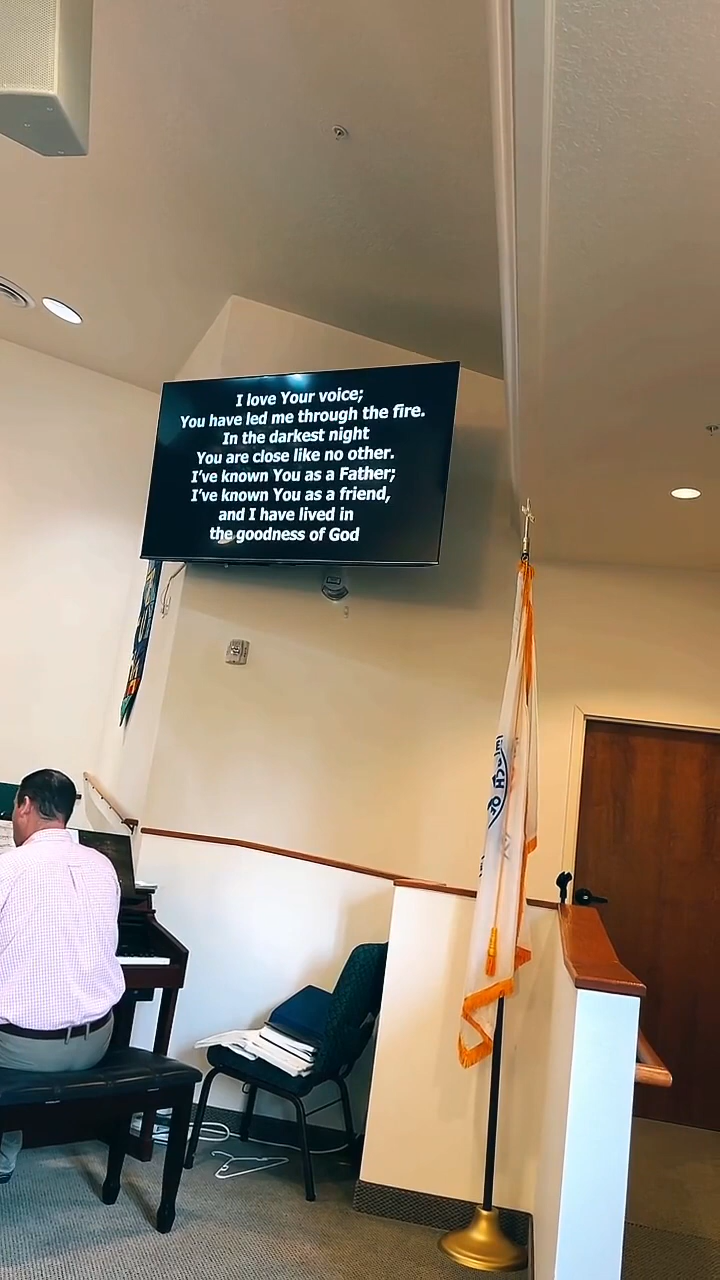 I love Your voice;
You have led me through the fire.
In the darkest night
You are close like no other.
I've known You as a Father;
I've known You as a friend,
and I have lived in
the goodness of God